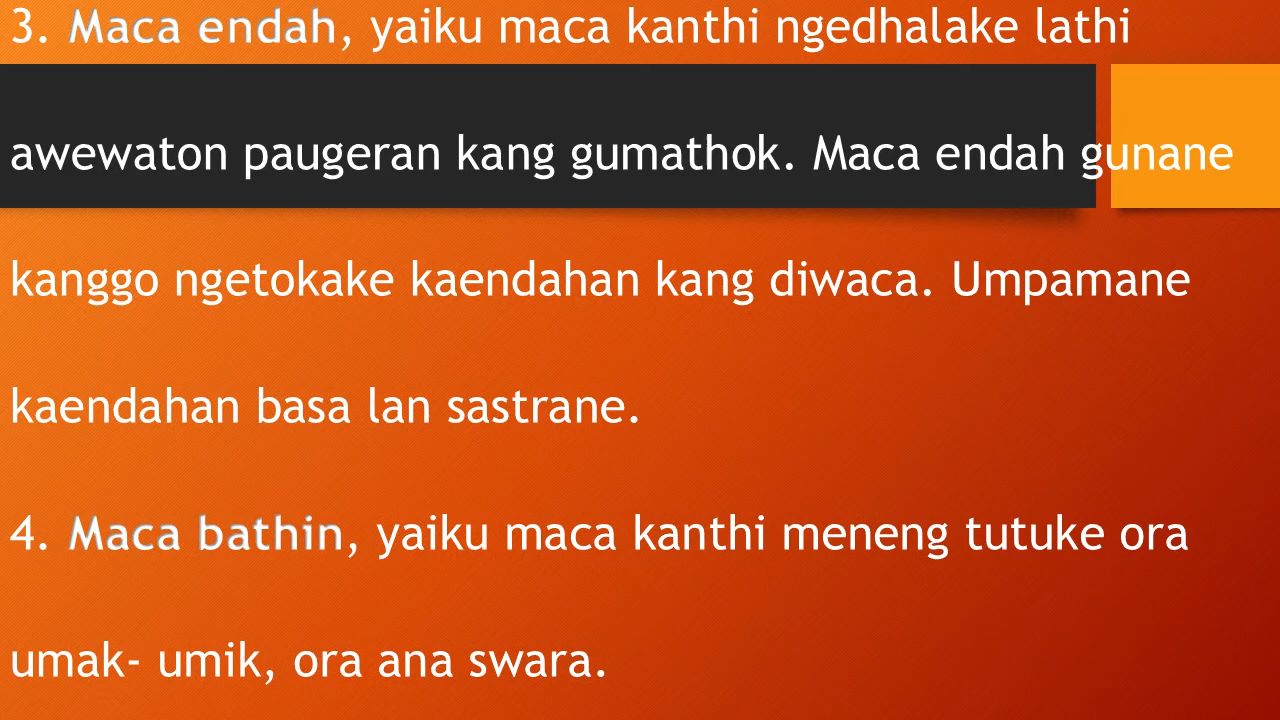 3. Maca endah, yaiku maca kanthi ngedhalake lathi
awewaton paugeran kang gumathok. Maca endah gunane
kanggo ngetokake kaendahan kang diwaca. Umpamane
kaendahan basa lan sastrane.
4. Maca bathin, yaiku maca kanthi meneng tutuke ora
umak- umik, ora ana swara.